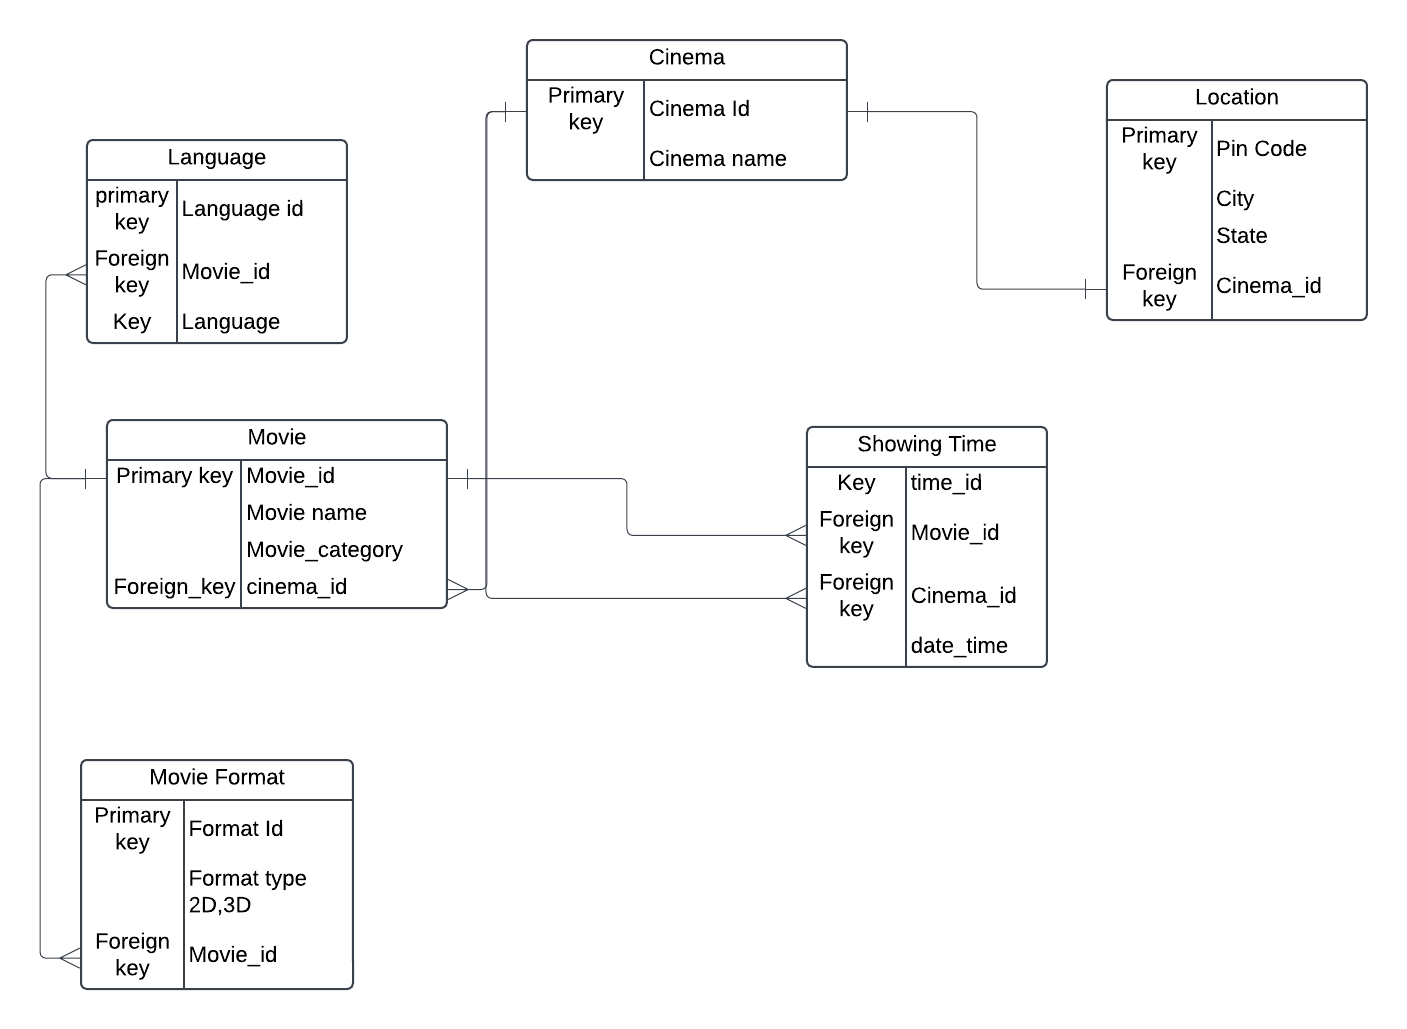 Cinema
Primary
key
Cinema Id
Cinema name
Location
Primary
key
Pin Code
City
State
Foreign
key
Cinema_id
Language
primary
key
Language id
Foreign
key
Movie_id
Key
Language
Movie
Primary key
Movie_id
Movie name
Movie_category
Foreign_key
cinema_id
Showing Time
Key
time_id
Foreign
key
Movie_id
Foreign
key
Cinema_id
date_time
Movie Format
Primary
key
Format Id
Format type
2D,3D
Foreign
key
Movie_id